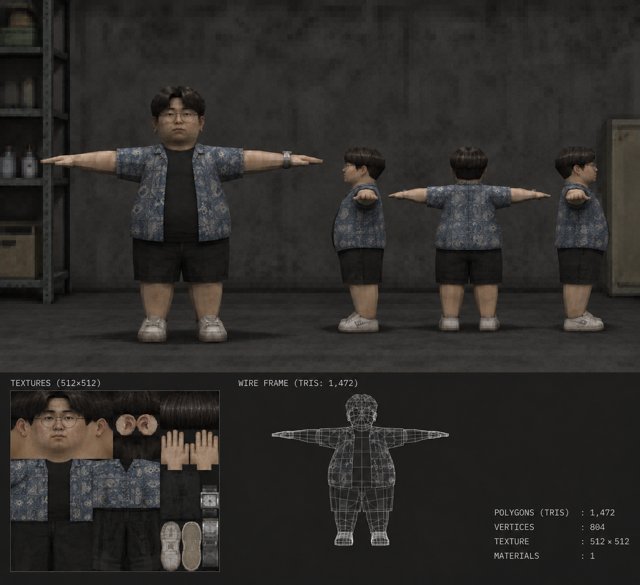 TEXTURES (512×512)
WIRE FRAME (TRIS: 1,472)
POLYGONS (TRIS) : 1,472
VERTICES : 804
TEXTURE : 512 × 512
MATERIALS : 1